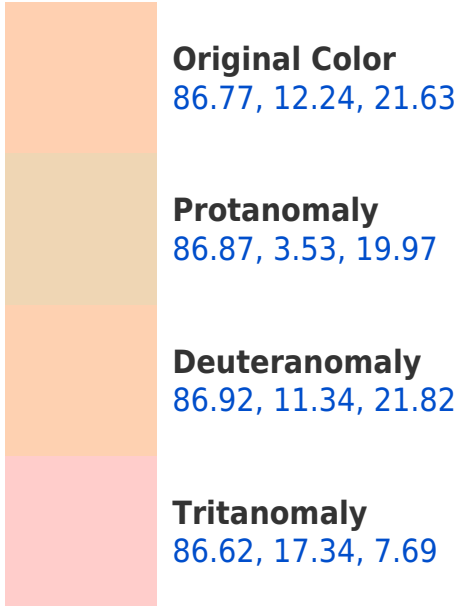 Original Color
86.77, 12.24, 21.63
Protanomaly
86.87, 3.53, 19.97
Deuteranomaly
86.92, 11.34, 21.82
Tritanomaly
86.62, 17.34, 7.69